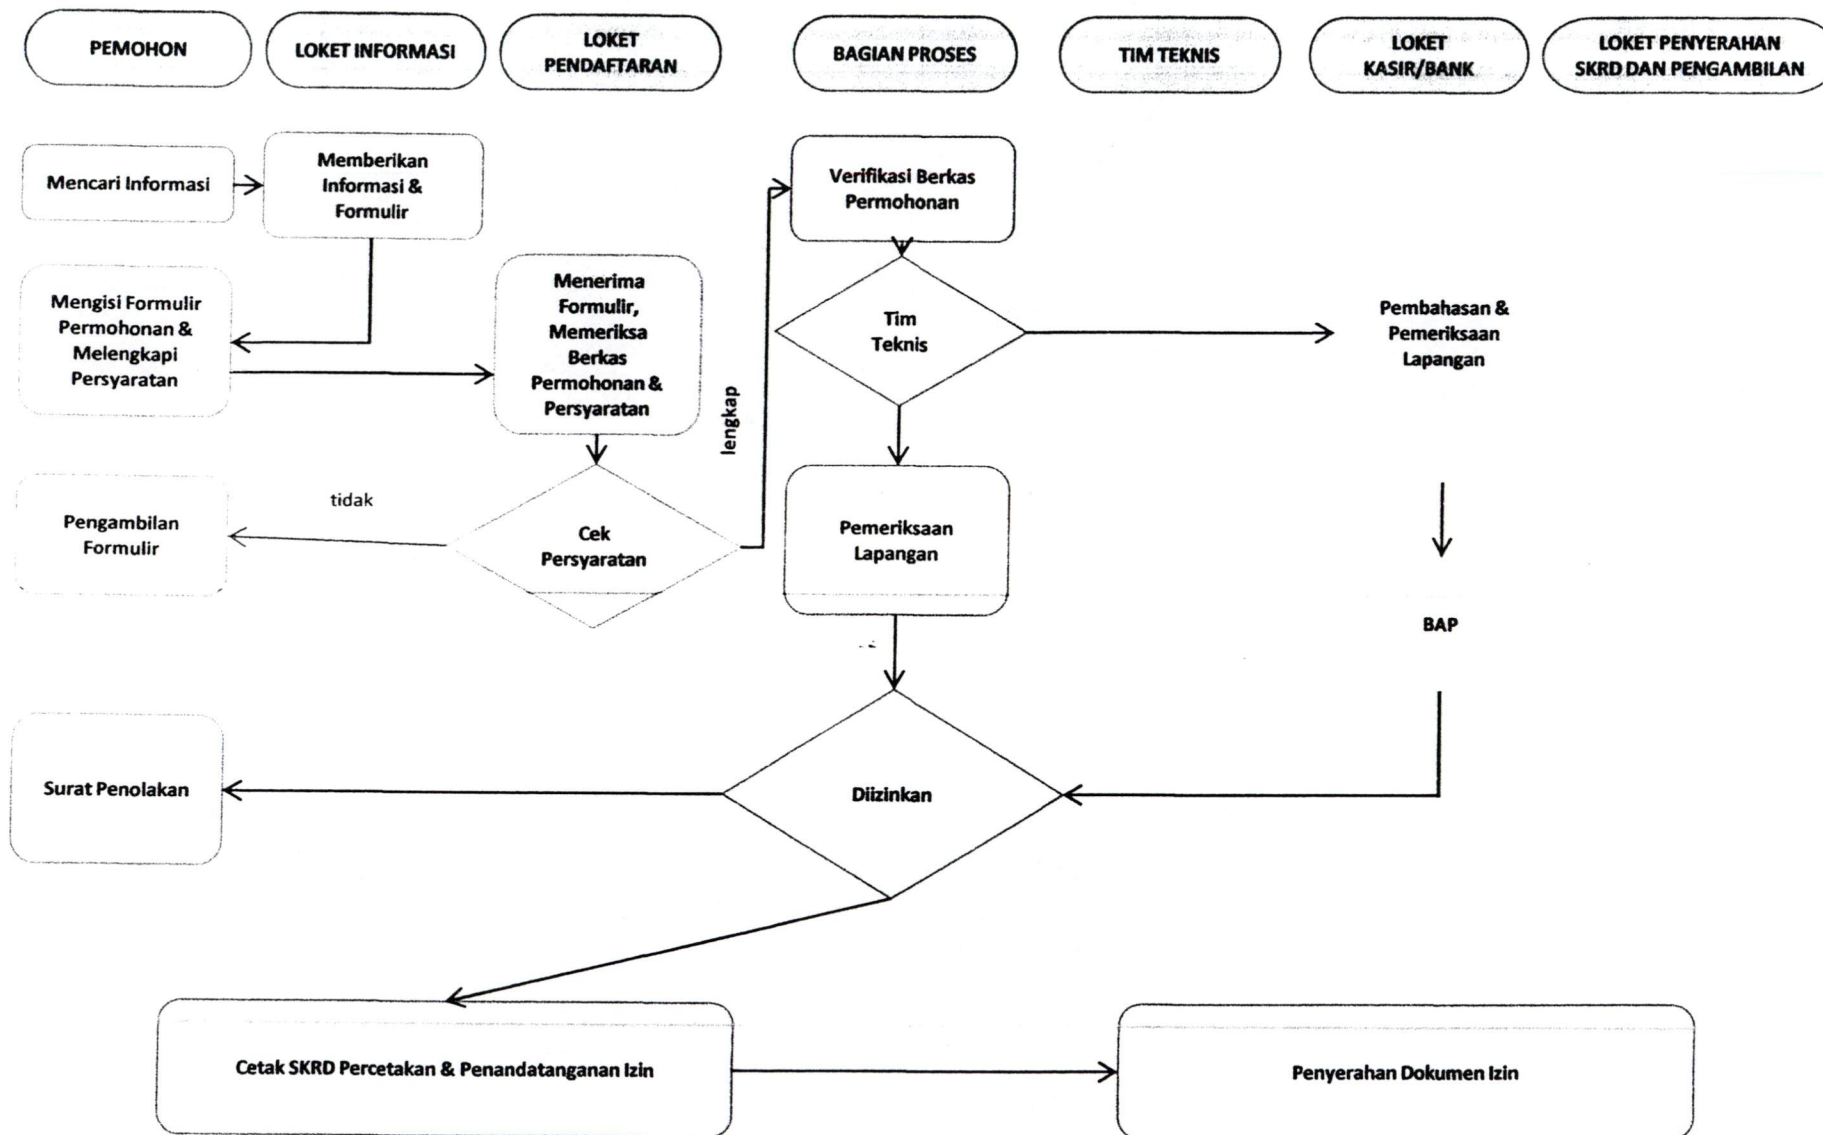 PEMOHON
LOKET INFORMASI
LOKET
PENDAFTARAN
BAGIAN PROSES
TIM TEKNIS
LOKET
KASIR/BANK
LOKET PENYERAHAN
SKRD DAN PENGAMBILAN
Mencari Informasi
Memberikan
Informasi &
Formulir
Verifikasi Berkas
Permohonan
Mengisi Formulir
Permohonan &
Melengkapi
Persyaratan
Menerima
Formulir,
Memeriksa
Berkas
Permohonan &
Persyaratan
lengkap
Tim
Teknis
Pembahasan &
Pemeriksaan
Lapangan
Pengambilan
Formulir
tidak
Cek
Persyaratan
Pemeriksaan
Lapangan
BAP
Surat Penolakan
Diizinkan
Cetak SKRD Percetakan & Penandatanganan Izin
Penyerahan Dokumen Izin